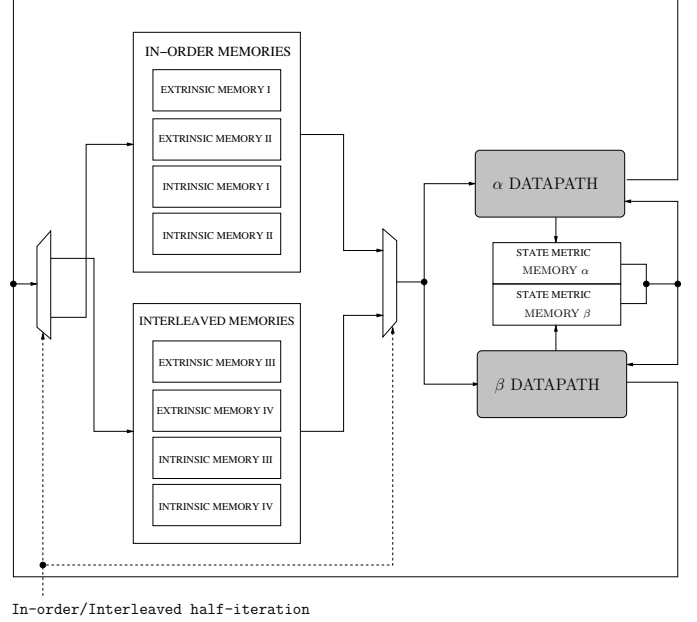 IN–ORDER MEMORIES
EXTRINSIC MEMORY I
EXTRINSIC MEMORY II
INTRINSIC MEMORY I
INTRINSIC MEMORY II
INTERLEAVED MEMORIES
EXTRINSIC MEMORY III
EXTRINSIC MEMORY IV
INTRINSIC MEMORY III
INTRINSIC MEMORY IV
α DATAPATH
STATE METRIC
MEMORY α
STATE METRIC
MEMORY β
β DATAPATH
In-order/Interleaved half-iteration